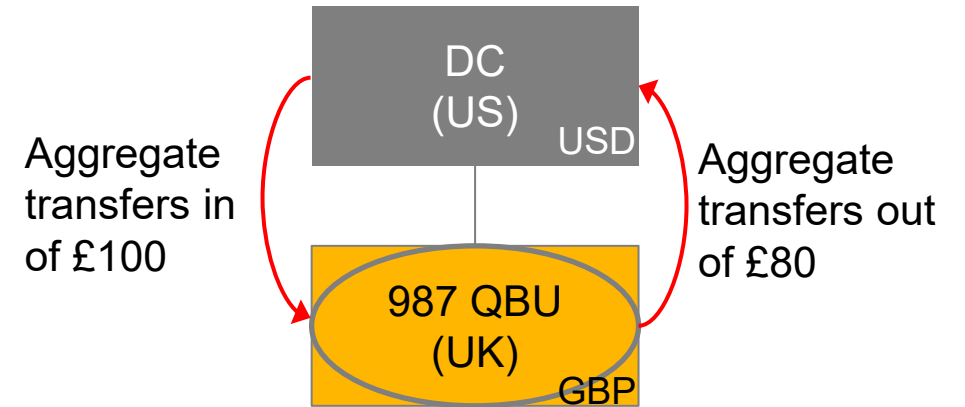 DC
(US)
USD
Aggregate
transfers in
of £100
Aggregate
transfers out
of £80
987 QBU
(UK)
GBP